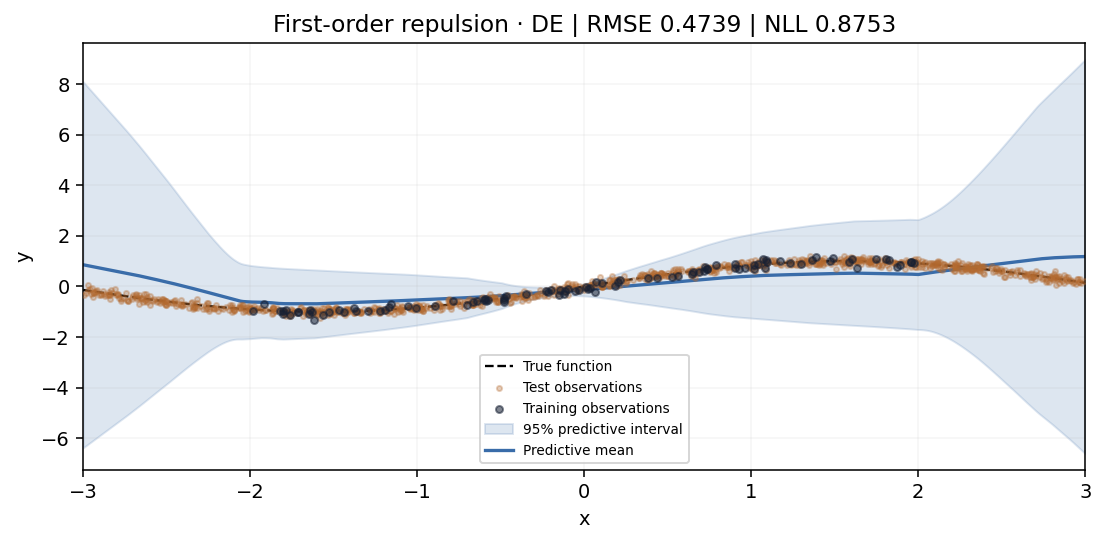 First-order repulsion · DE | RMSE 0.4739 | NLL 0.8753
y
8
6
4
2
0
−2
−4
−6
True function
Test observations
Training observations
95% predictive interval
Predictive mean
−3
−2
−1
0
1
2
3
x